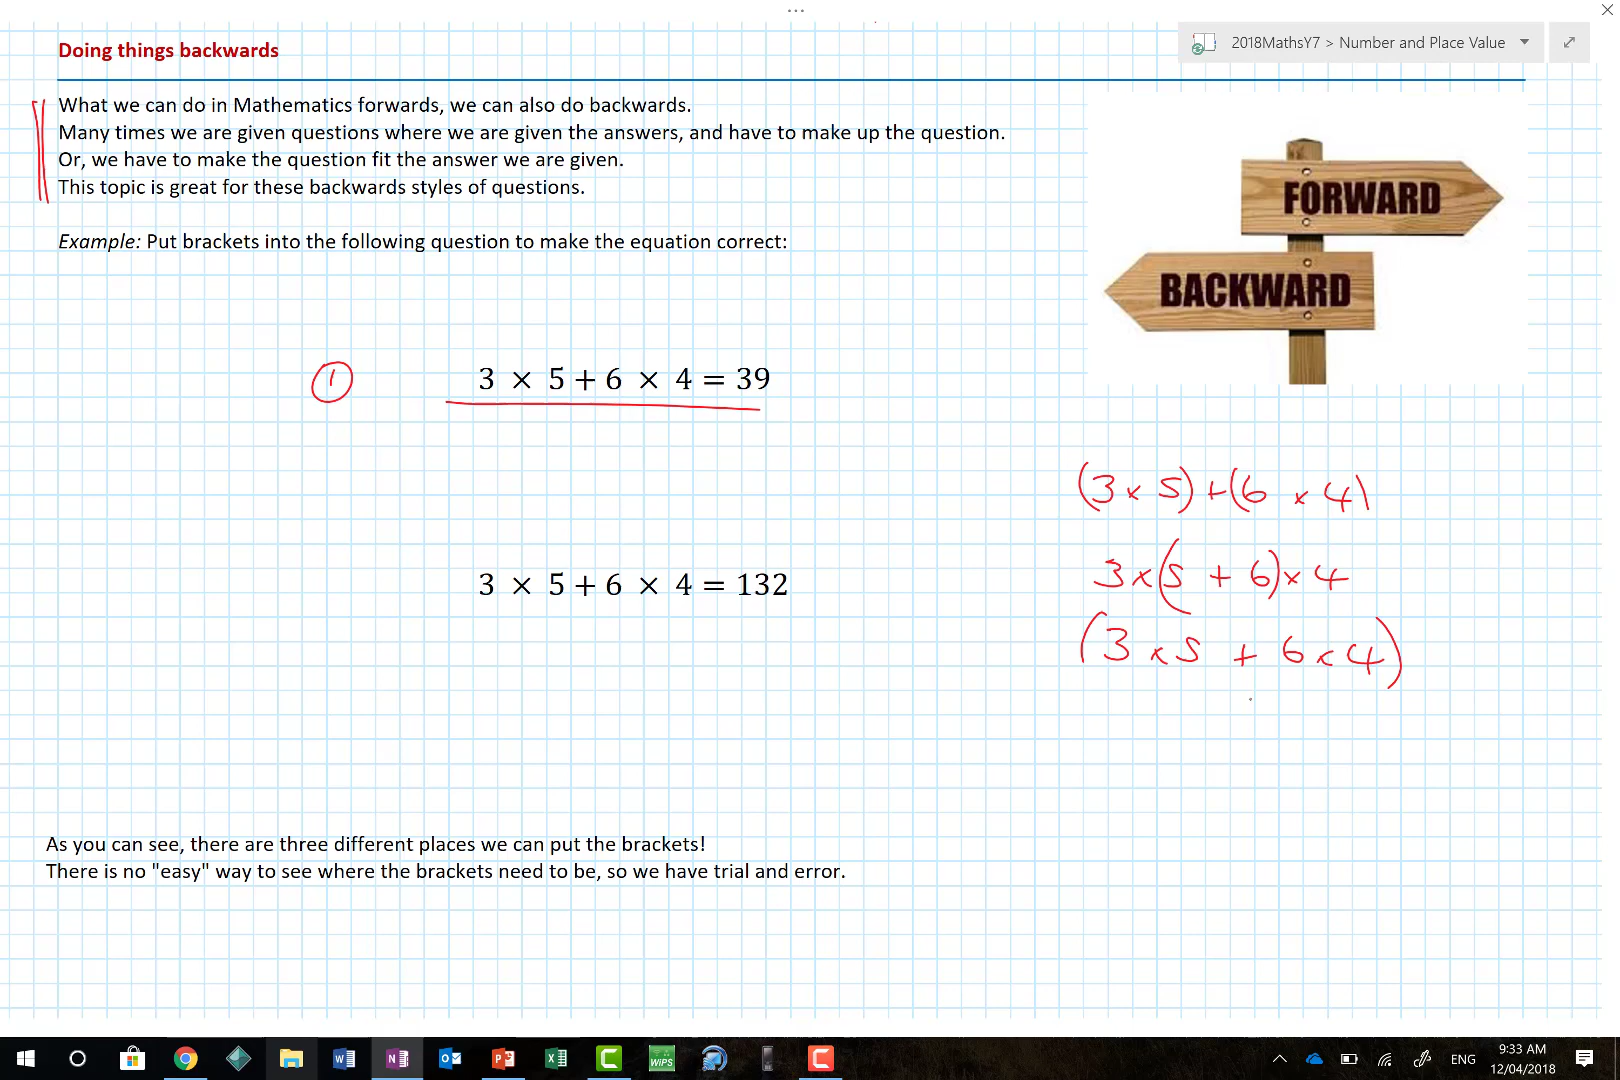 Doing things backwards
2018MathsY7 > Number and Place Value
What we can do in Mathematics forwards, we can also do backwards.
Many times we are given questions where we are given the answers, and have to make up the question.
Or, we have to make the question fit the answer we are given.
This topic is great for these backwards styles of questions.
Example: Put brackets into the following question to make the equation correct:
FORWARD
BACKWARD
① 3 × 5 + 6 × 4 = 39
(3 × 5) + (6 × 4)
3 × (5 + 6) × 4
3 × 5 + 6 × 4 = 132
(3 × 5 + 6 × 4)
As you can see, there are three different places we can put the brackets!
There is no "easy" way to see where the brackets need to be, so we have trial and error.
WIPS
ENG
9:33 AM
12/04/2018